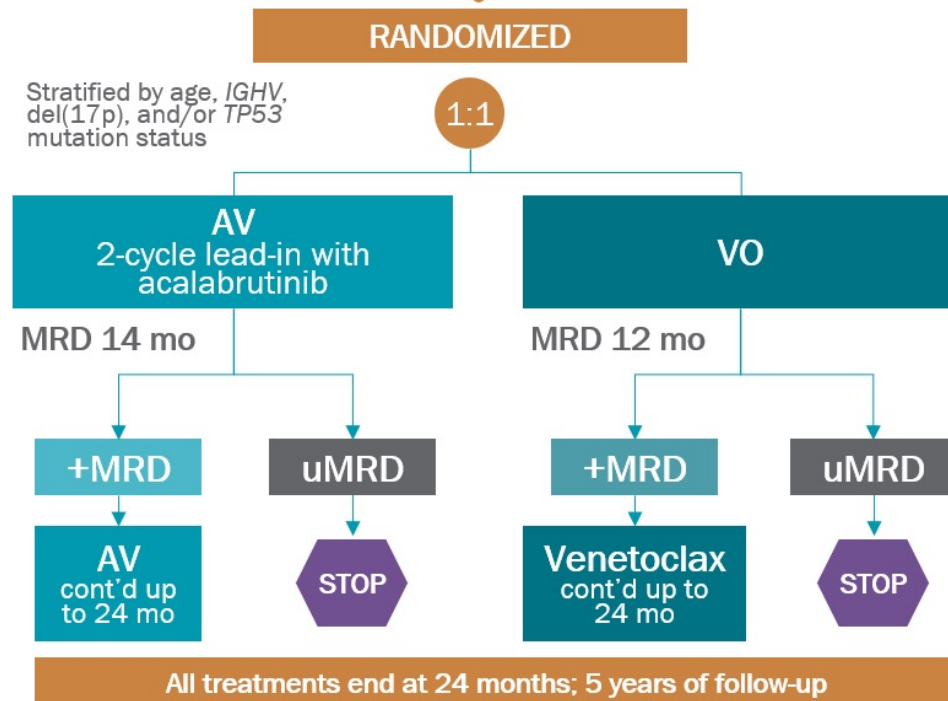 RANDOMIZED
Stratified by age, IGHV,
del(17p), and/or TP53
mutation status
1:1
AV
2-cycle lead-in with
acalabrutinib
VO
MRD 14 mo
MRD 12 mo
+MRD
uMRD
+MRD
uMRD
AV
cont’d up
to 24 mo
STOP
Venetoclax
cont’d up to
24 mo
STOP
All treatments end at 24 months; 5 years of follow-up